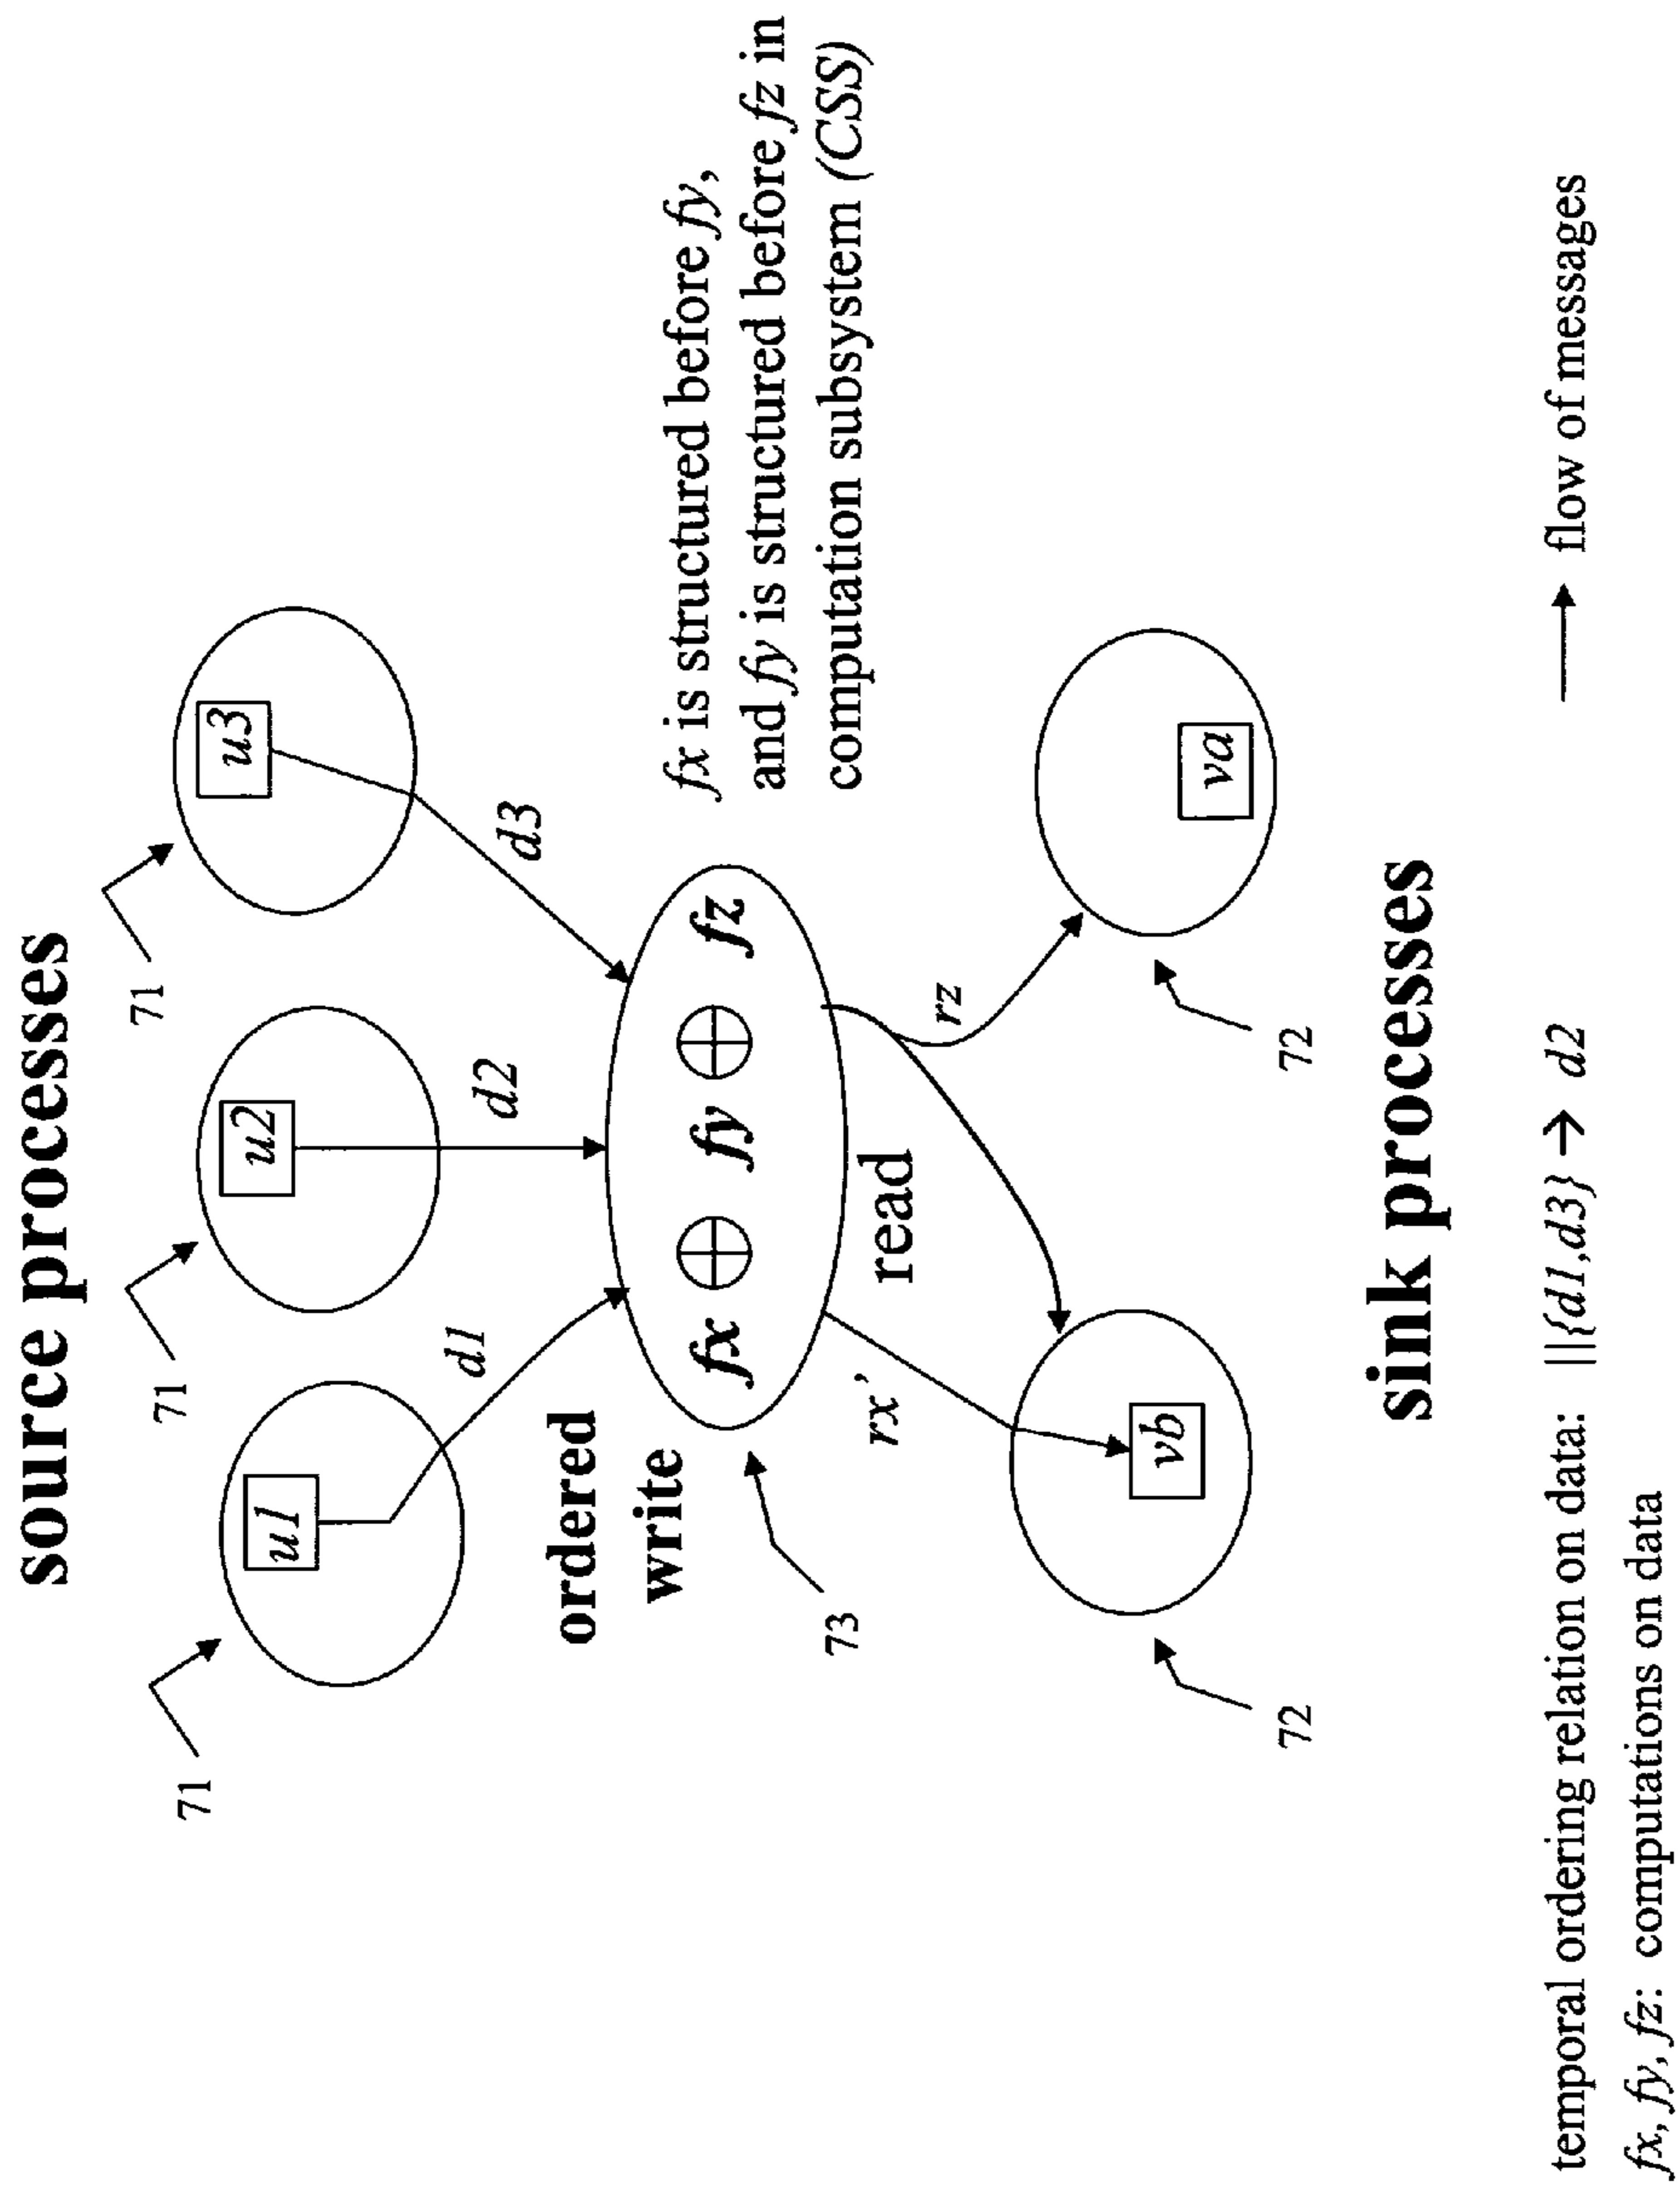 source processes
71
71
71
u1
u2
u3
d1
d2
d3
ordered
write
fx ⊕ fy ⊕ fz
fx is structured before fy,
and fy is structured before fz in
computation subsystem (CSS)
73
read
rx'
rz
vb
va
72
72
sink processes
temporal ordering relation on data: ||{d1,d3} → d2
→ flow of messages
fx, fy, fz: computations on data